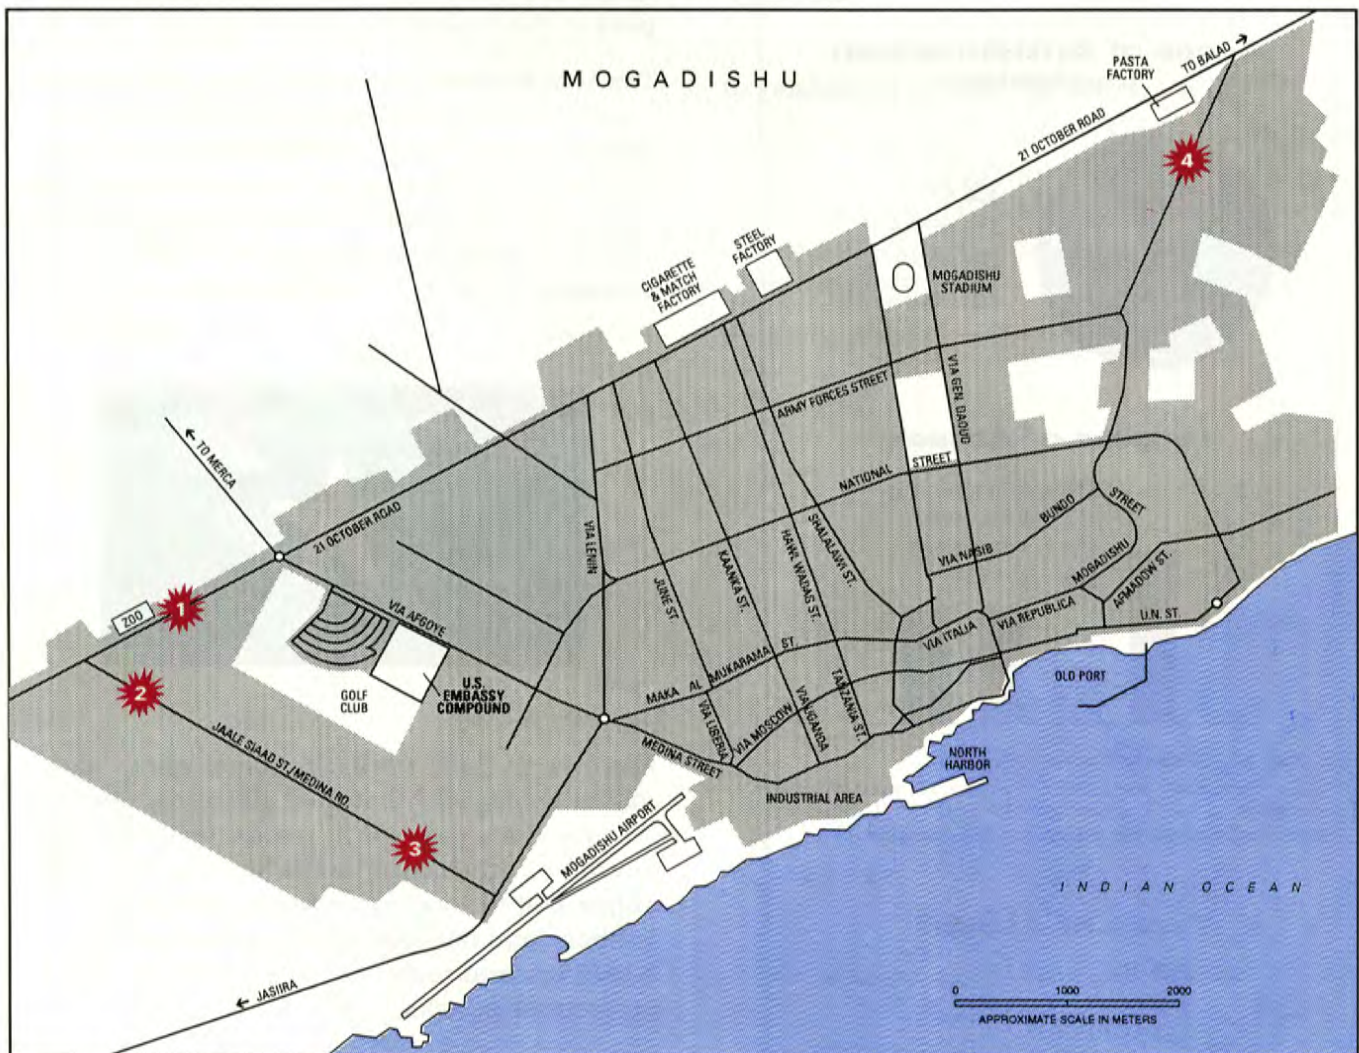 MOGADISHU
PASTA
FACTORY
TO BALAD
21 OCTOBER ROAD
4
STEEL
FACTORY
CIGARETTE
& MATCH
FACTORY
MOGADISHU
STADIUM
VIA GEN. DAOUD
ARMY FORCES STREET
TO MERCA
21 OCTOBER ROAD
NATIONAL STREET
VIA LENIN
JUNE ST
KAANKA ST.
HAWL WADAG ST.
SHALALAWI ST.
VIA NASIB BUNDO STREET
MOGADISHU
AFMADOW ST.
U.N. ST.
VIA REPUBLICA
VIA ITALIA
ZOO
1
VIA AFGOYE
2
GOLF
CLUB
U.S.
EMBASSY
COMPOUND
MAKA AL MUKARAMA ST.
VIA LIBERIA
VIA MOSCOW
VIA UGANDA
TANZANIA ST.
OLD PORT
JAALE SIAAD ST./MEDINA RD.
MEDINA STREET
NORTH
HARBOR
INDUSTRIAL AREA
3
MOGADISHU AIRPORT
INDIAN OCEAN
JASIIRA
0 1000 2000
APPROXIMATE SCALE IN METERS